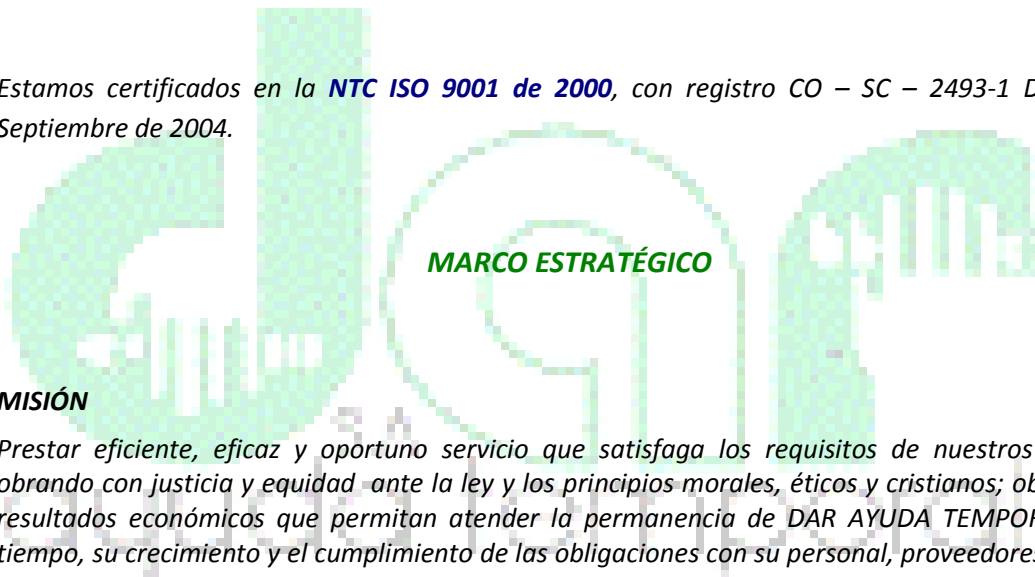 Estamos certificados en la NTC ISO 9001 de 2000, con registro CO – SC – 2493-1 D
Septiembre de 2004.
dar
MARCO ESTRATÉGICO
MISIÓN
S.A.
Prestar eficiente, eficaz y oportuno servicio que satisfaga los requisitos de nuestros
obrando con justicia y equidad ante la ley y los principios morales, éticos y cristianos; ob
ayuda temporal
resultados económicos que permitan atender la permanencia de DAR AYUDA TEMPOR
tiempo, su crecimiento y el cumplimiento de las obligaciones con su personal, proveedores